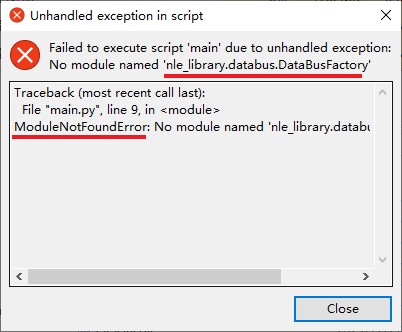 Unhandled exception in script
Failed to execute script 'main' due to unhandled exception:
No module named 'nle_library.databus.DataBusFactory'
Traceback (most recent call last):
File "main.py", line 9, in <module>
ModuleNotFoundError: No module named 'nle_library.databu
Close